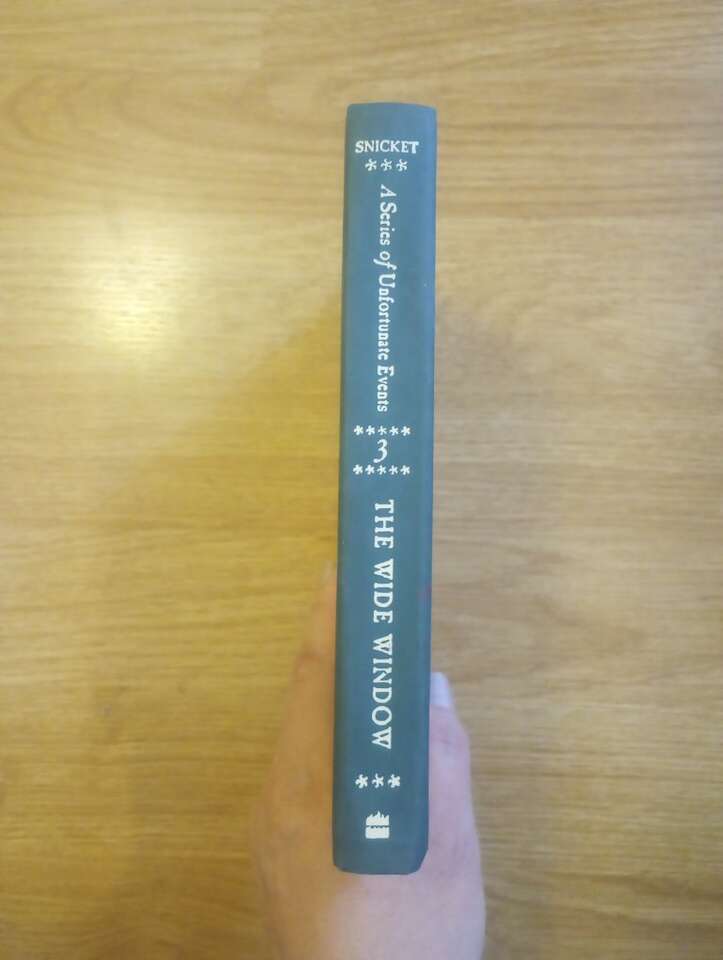 SNICKET
***
A Series of Unfortunate Events
*****
3
*****
THE WIDE WINDOW
***